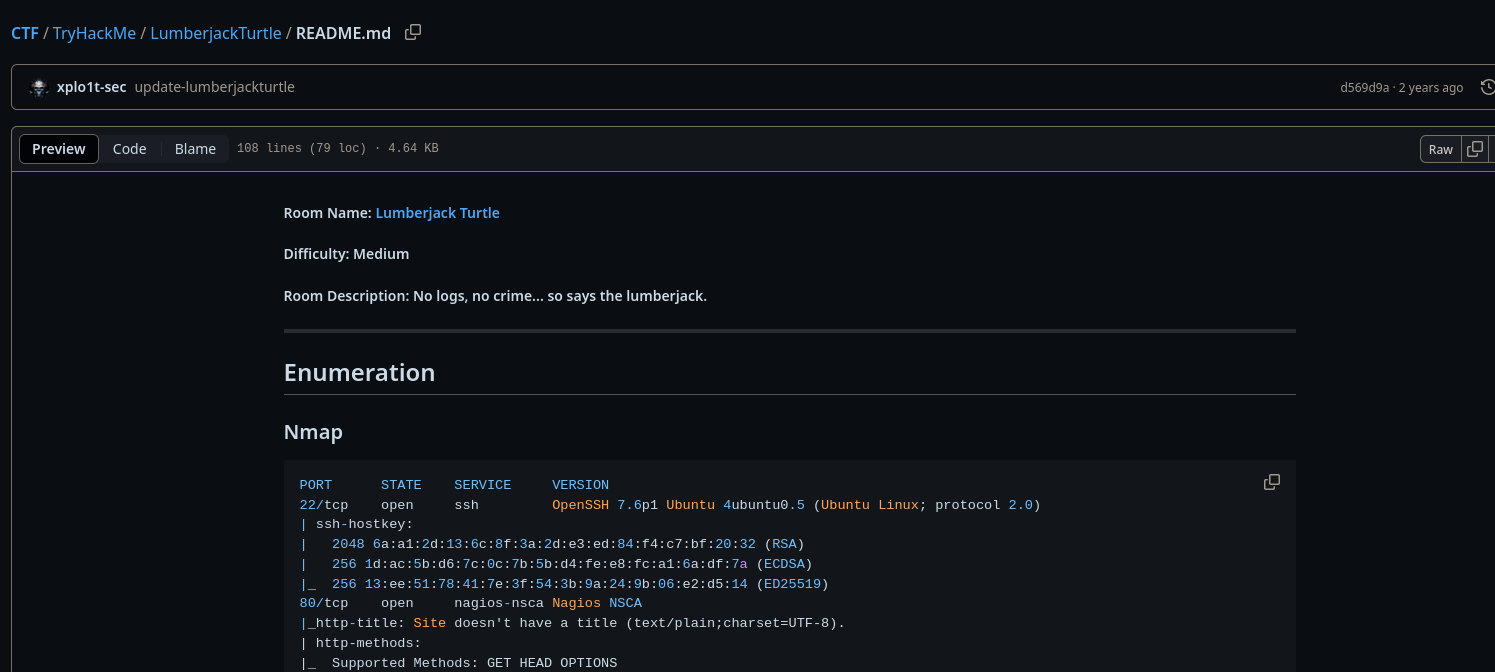 CTF / TryHackMe / LumberjackTurtle / README.md
xplo1t-sec update-lumberjackturtle d569d9a · 2 years ago
Preview Code Blame 108 lines (79 loc) · 4.64 KB Raw
Room Name: Lumberjack Turtle
Difficulty: Medium
Room Description: No logs, no crime... so says the lumberjack.
Enumeration
Nmap
PORT      STATE    SERVICE     VERSION
22/tcp    open     ssh         OpenSSH 7.6p1 Ubuntu 4ubuntu0.5 (Ubuntu Linux; protocol 2.0)
| ssh-hostkey:
|   2048 6a:a1:2d:13:6c:8f:3a:2d:e3:ed:84:f4:c7:bf:20:32 (RSA)
|   256 1d:ac:5b:d6:7c:0c:7b:5b:d4:fe:e8:fc:a1:6a:df:7a (ECDSA)
|_  256 13:ee:51:78:41:7e:3f:54:3b:9a:24:9b:06:e2:d5:14 (ED25519)
80/tcp    open     nagios-nsca Nagios NSCA
|_http-title: Site doesn't have a title (text/plain;charset=UTF-8).
| http-methods:
|_  Supported Methods: GET HEAD OPTIONS